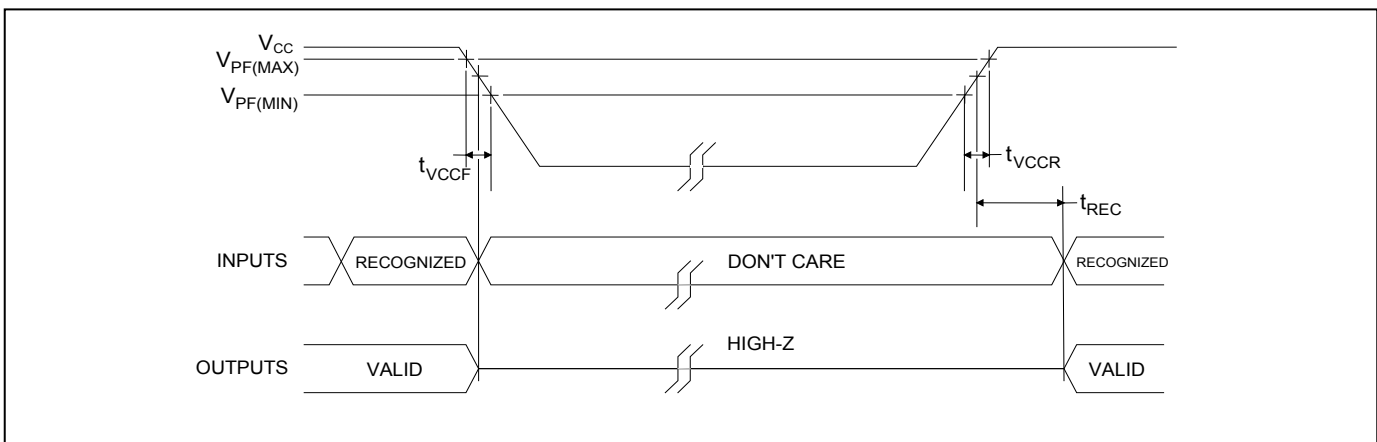 VCC
VPF(MAX)
VPF(MIN)
tVCCF
tVCCR
tREC
INPUTS RECOGNIZED DON'T CARE RECOGNIZED
HIGH-Z
OUTPUTS VALID VALID